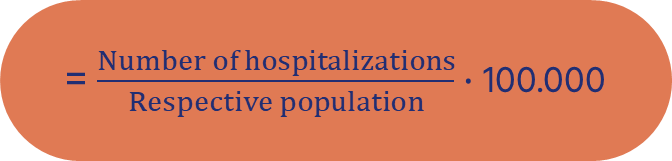 Number of hospitalizations
= · 100.000
Respective population